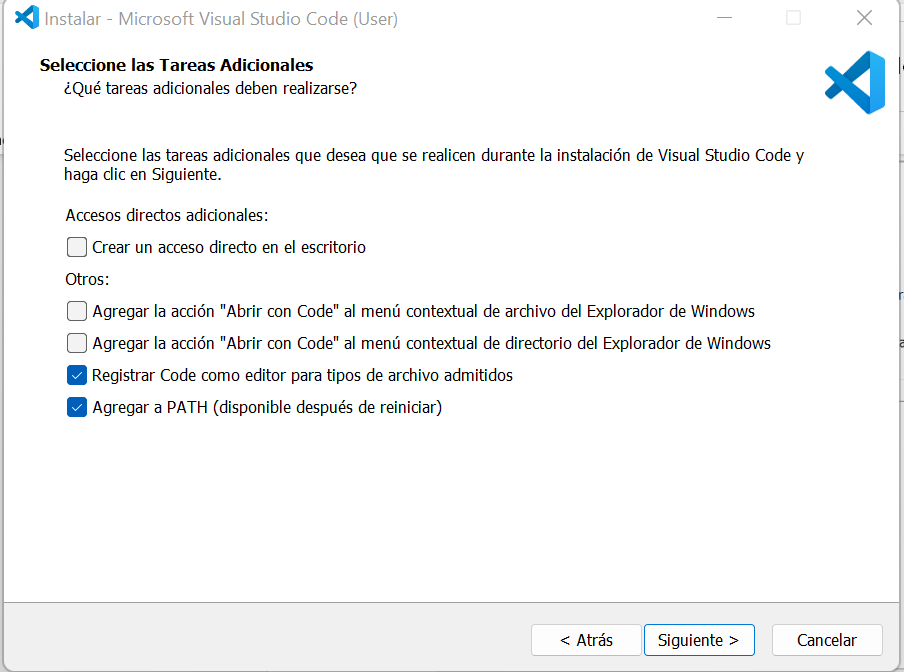 Instalar - Microsoft Visual Studio Code (User)
Seleccione las Tareas Adicionales
¿Qué tareas adicionales deben realizarse?
Seleccione las tareas adicionales que desea que se realicen durante la instalación de Visual Studio Code y
haga clic en Siguiente.
Accesos directos adicionales:
Crear un acceso directo en el escritorio
Otros:
Agregar la acción "Abrir con Code" al menú contextual de archivo del Explorador de Windows
Agregar la acción "Abrir con Code" al menú contextual de directorio del Explorador de Windows
Registrar Code como editor para tipos de archivo admitidos
Agregar a PATH (disponible después de reiniciar)
< Atrás
Siguiente >
Cancelar